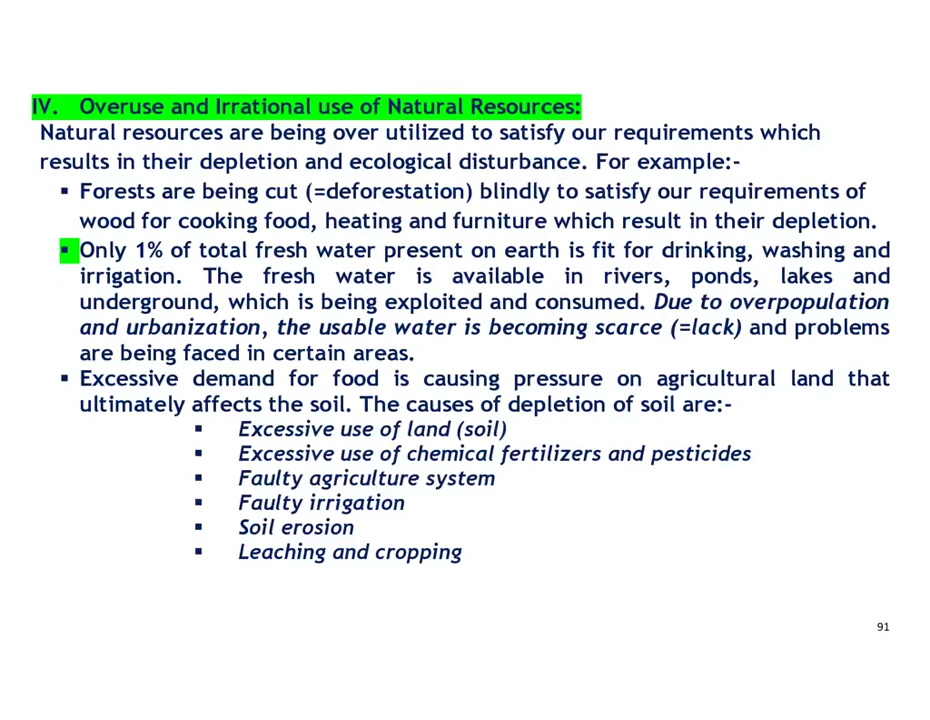 IV. Overuse and Irrational use of Natural Resources:
Natural resources are being over utilized to satisfy our requirements which
results in their depletion and ecological disturbance. For example:-
▪ Forests are being cut (=deforestation) blindly to satisfy our requirements of
wood for cooking food, heating and furniture which result in their depletion.
▪ Only 1% of total fresh water present on earth is fit for drinking, washing and
irrigation. The fresh water is available in rivers, ponds, lakes and
underground, which is being exploited and consumed. Due to overpopulation
and urbanization, the usable water is becoming scarce (=lack) and problems
are being faced in certain areas.
▪ Excessive demand for food is causing pressure on agricultural land that
ultimately affects the soil. The causes of depletion of soil are:-
▪ Excessive use of land (soil)
▪ Excessive use of chemical fertilizers and pesticides
▪ Faulty agriculture system
▪ Faulty irrigation
▪ Soil erosion
▪ Leaching and cropping
91